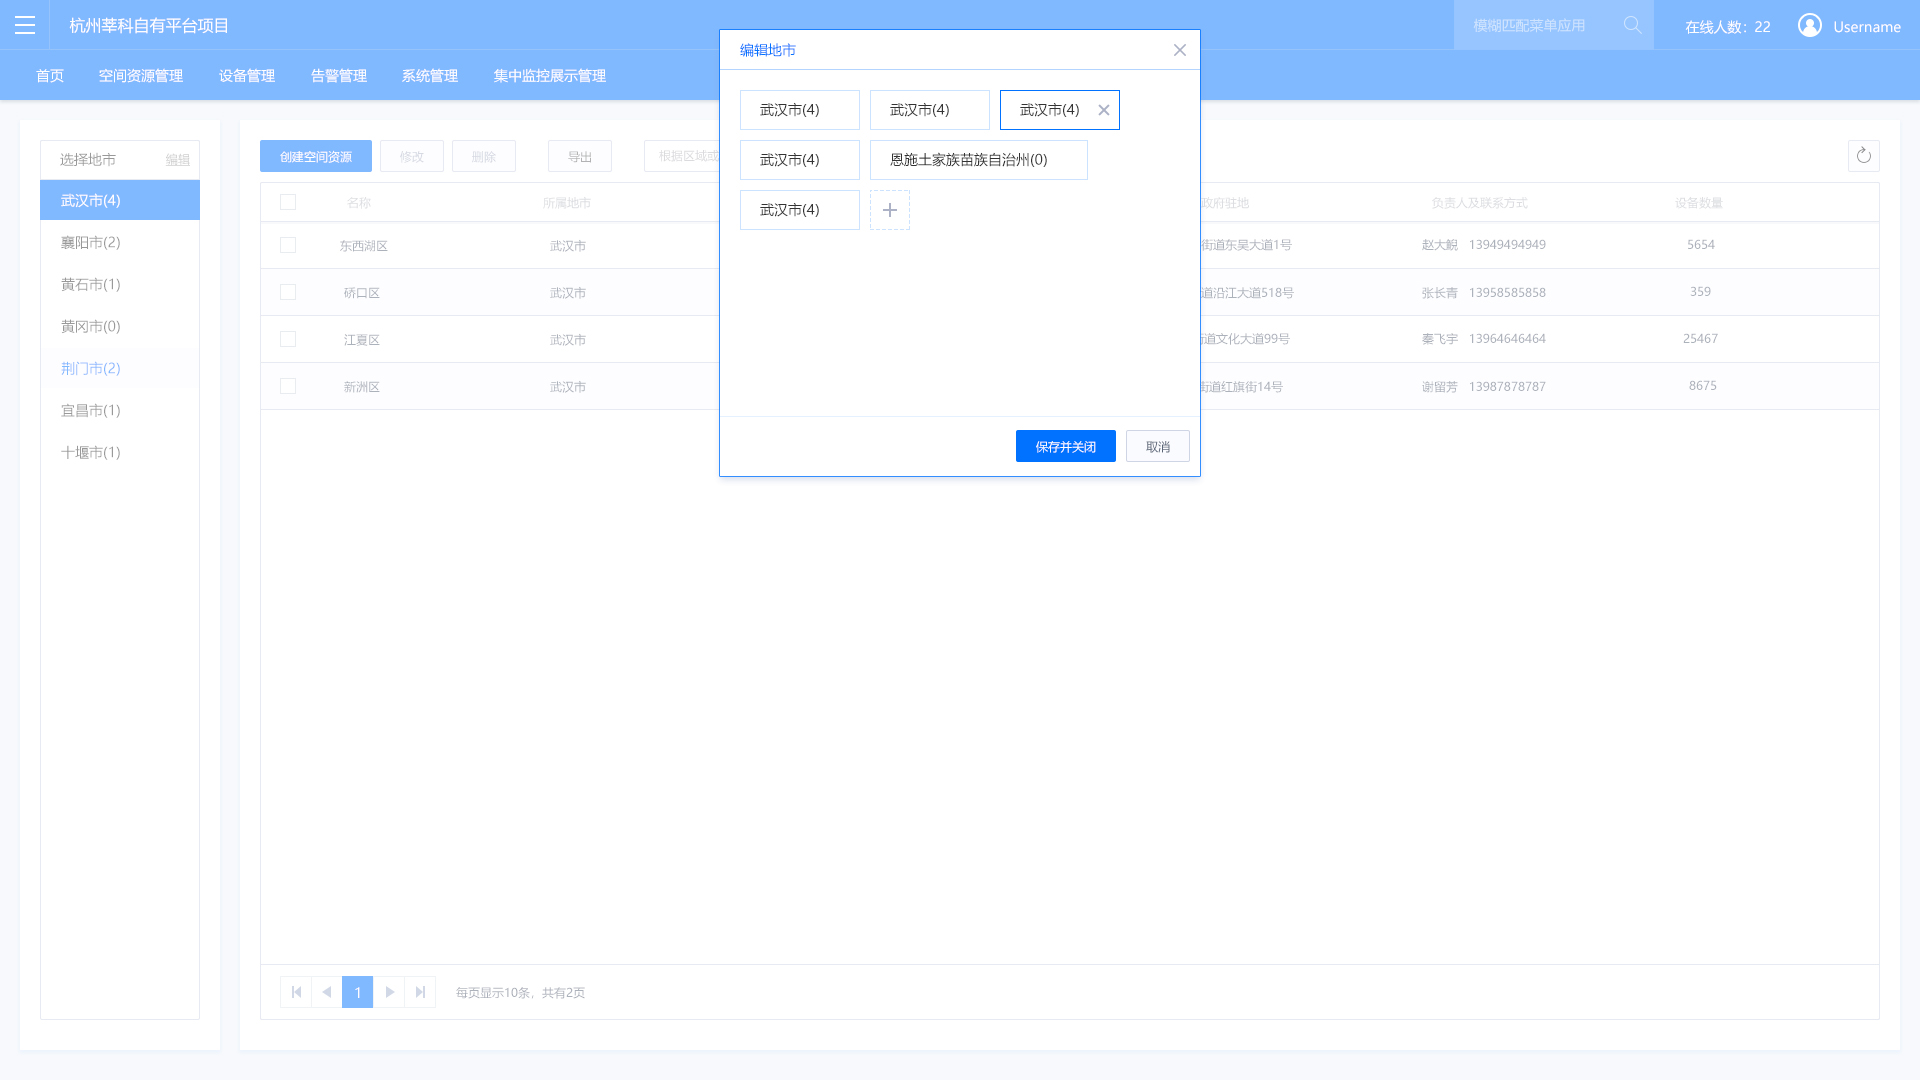 杭州莘科自有平台项目
模糊匹配菜单应用
在线人数：22
Username
首页
空间资源管理
设备管理
告警管理
系统管理
集中监控展示管理
选择地市
编辑
武汉市(4)
襄阳市(2)
黄石市(1)
黄冈市(0)
荆门市(2)
宜昌市(1)
十堰市(1)
创建空间资源
修改
删除
导出
根据区域或
名称
所属地市
政府驻地
负责人及联系方式
设备数量
东西湖区
武汉市
街道东吴大道1号
赵大鲵 13949494949
5654
硚口区
武汉市
道沿江大道518号
张长青 13958585858
359
江夏区
武汉市
道文化大道99号
秦飞宇 13964646464
25467
新洲区
武汉市
街道红旗街14号
谢留芳 13987878787
8675
1
每页显示10条，共有2页
编辑地市
武汉市(4)
武汉市(4)
武汉市(4)
武汉市(4)
恩施土家族苗族自治州(0)
武汉市(4)
保存并关闭
取消